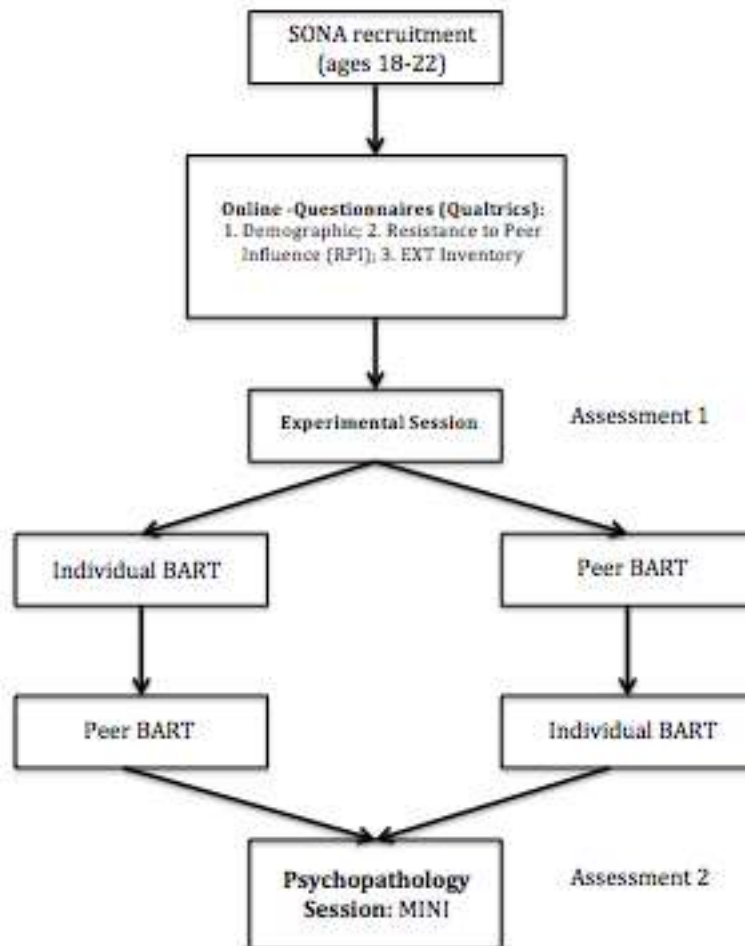 SONA recruitment
(ages 18-22)
Online -Questionnaires (Qualtrics):
1. Demographic; 2. Resistance to Peer
Influence (RPI); 3. EXT Inventory
Experimental Session
Assessment 1
Individual BART
Peer BART
Peer BART
Individual BART
Psychopathology
Session: MINI
Assessment 2